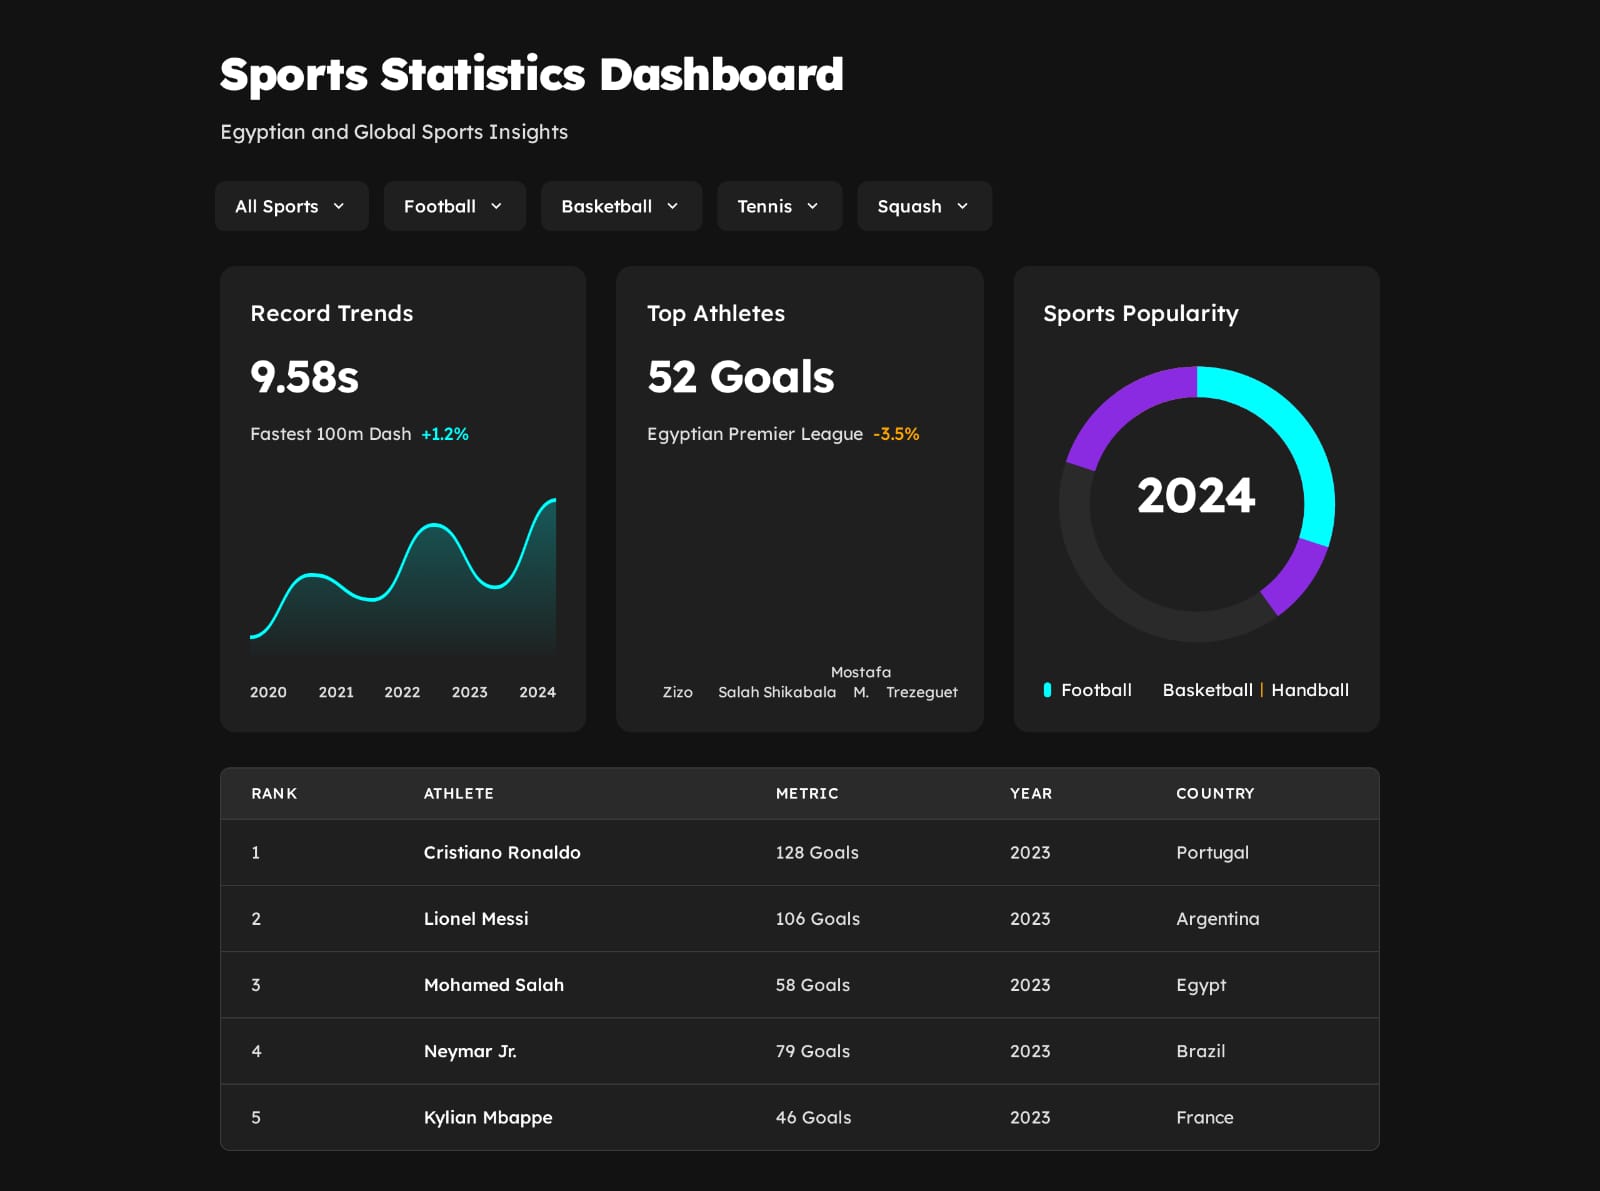 Sports Statistics Dashboard
Egyptian and Global Sports Insights
All Sports Football Basketball Tennis Squash
Record Trends
9.58s
Fastest 100m Dash +1.2%
2020 2021 2022 2023 2024
Top Athletes
52 Goals
Egyptian Premier League -3.5%
Zizo Salah Shikabala Mostafa M. Trezeguet
Sports Popularity
2024
Football Basketball Handball
RANK ATHLETE METRIC YEAR COUNTRY
1 Cristiano Ronaldo 128 Goals 2023 Portugal
2 Lionel Messi 106 Goals 2023 Argentina
3 Mohamed Salah 58 Goals 2023 Egypt
4 Neymar Jr. 79 Goals 2023 Brazil
5 Kylian Mbappe 46 Goals 2023 France